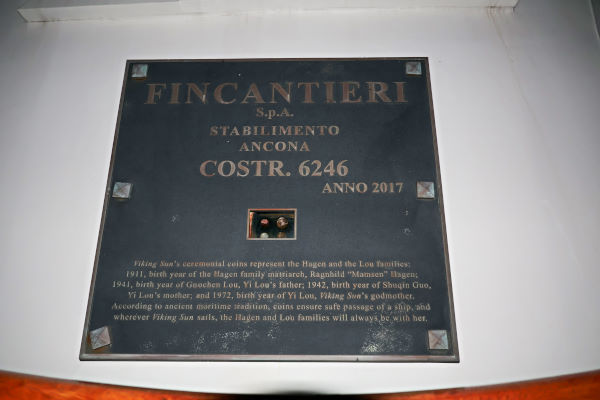 FINCANTIERI
S.p.A.
STABILIMENTO
ANCONA
COSTR. 6246
ANNO 2017
Viking Sun's ceremonial coins represent the Hagen and the Lou families:
1911, birth year of the Hagen family matriarch, Ragnhild "Mamsen" Hagen;
1941, birth year of Guochen Lou, Yi Lou's father; 1942, birth year of Shuqin Guo,
Yi Lou's mother; and 1972, birth year of Yi Lou, Viking Sun's godmother.
According to ancient maritime tradition, coins ensure safe passage of a ship, and
wherever Viking Sun sails, the Hagen and Lou families will always be with her.